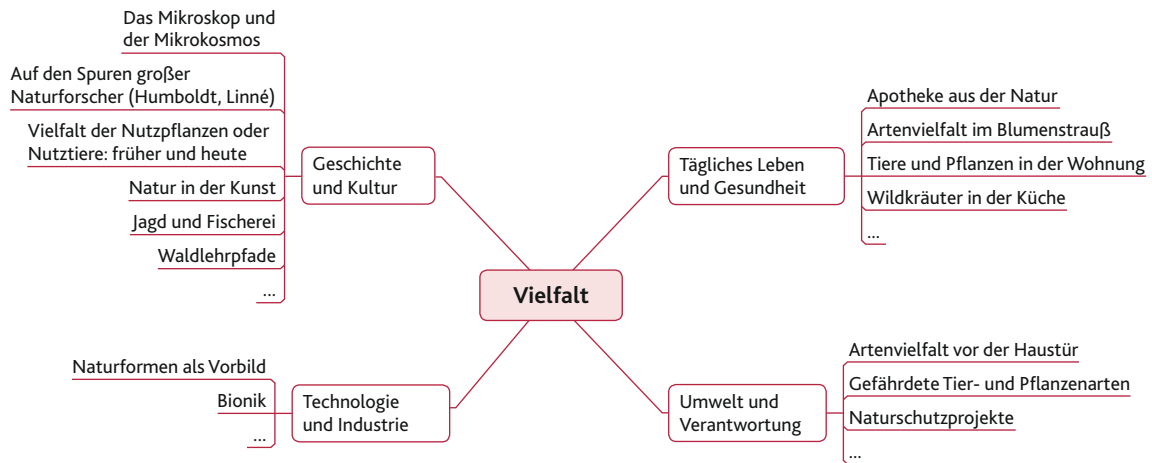 Das Mikroskop und
der Mikrokosmos
Auf den Spuren großer
Naturforscher (Humboldt, Linné)
Vielfalt der Nutzpflanzen oder
Nutztiere: früher und heute
Natur in der Kunst
Jagd und Fischerei
Waldlehrpfade
...
Geschichte
und Kultur
Tägliches Leben
und Gesundheit
Apotheke aus der Natur
Artenvielfalt im Blumenstrauß
Tiere und Pflanzen in der Wohnung
Wildkräuter in der Küche
...
Vielfalt
Naturformen als Vorbild
Bionik
...
Technologie
und Industrie
Umwelt und
Verantwortung
Artenvielfalt vor der Haustür
Gefährdete Tier- und Pflanzenarten
Naturschutzprojekte
...